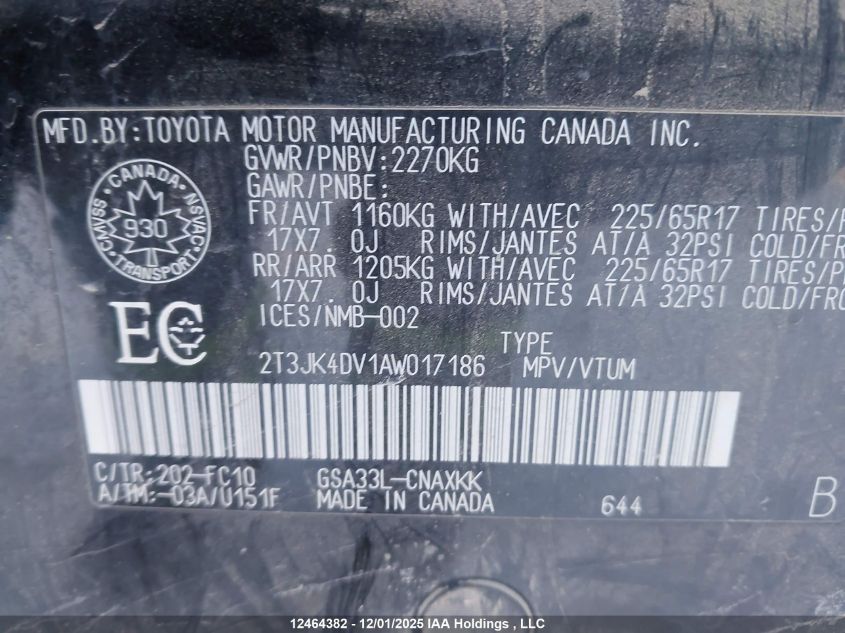 MFD.BY:TOYOTA MOTOR MANUFACTURING CANADA INC.
GVWR/PNBV:2270KG
GAWR/PNBE:
FR/AVT 1160KG WITH/AVEC 225/65R17 TIRES/P
17X7. 0J RIMS/JANTES AT/A 32PSI COLD/FRO
RR/ARR 1205KG WITH/AVEC 225/65R17 TIRES/P
17X7. 0J RIMS/JANTES AT/A 32PSI COLD/FRO
ICES/NMB-002
CANADA
CMVSS
NSVAC
930
TRANSPORT
EC
TYPE
2T3JK4DV1AW017186 MPV/VTUM
C/TR:202-FC10 GSA33L-CNAXKK
A/TM:-03A/U151F MADE IN CANADA 644 B
12464382 - 12/01/2025 IAA Holdings , LLC